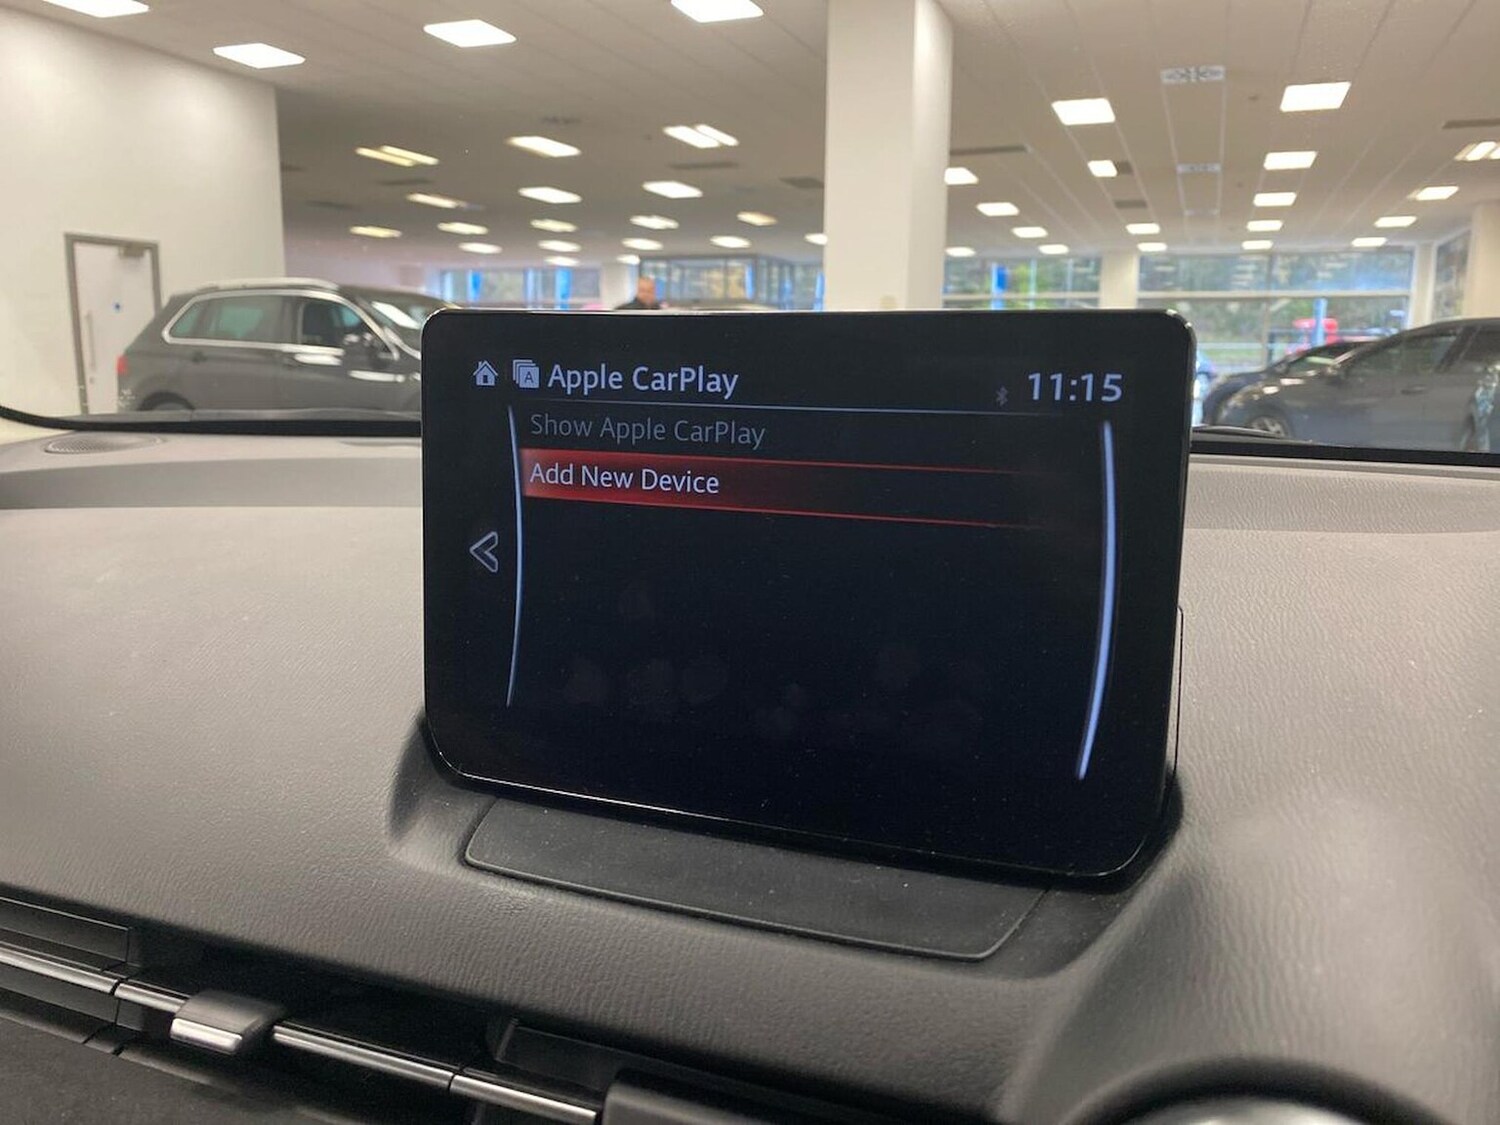 A Apple CarPlay 11:15
Show Apple CarPlay
Add New Device